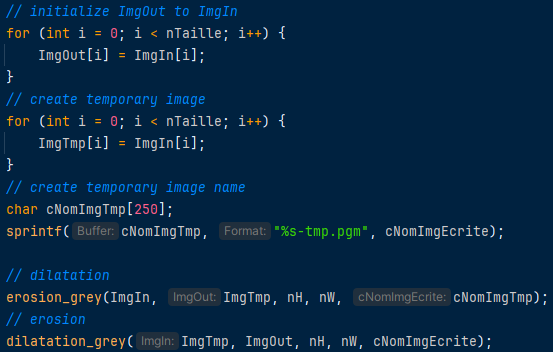 // initialize ImgOut to ImgIn
for (int i = 0; i < nTaille; i++) {
ImgOut[i] = ImgIn[i];
}
// create temporary image
for (int i = 0; i < nTaille; i++) {
ImgTmp[i] = ImgIn[i];
}
// create temporary image name
char cNomImgTmp[250];
sprintf( Buffer: cNomImgTmp, Format: "%s-tmp.pgm", cNomImgEcrite);
// dilatation
erosion_grey(ImgIn, ImgOut: ImgTmp, nH, nW, cNomImgEcrite: cNomImgTmp);
// erosion
dilatation_grey( ImgIn: ImgTmp, ImgOut, nH, nW, cNomImgEcrite);